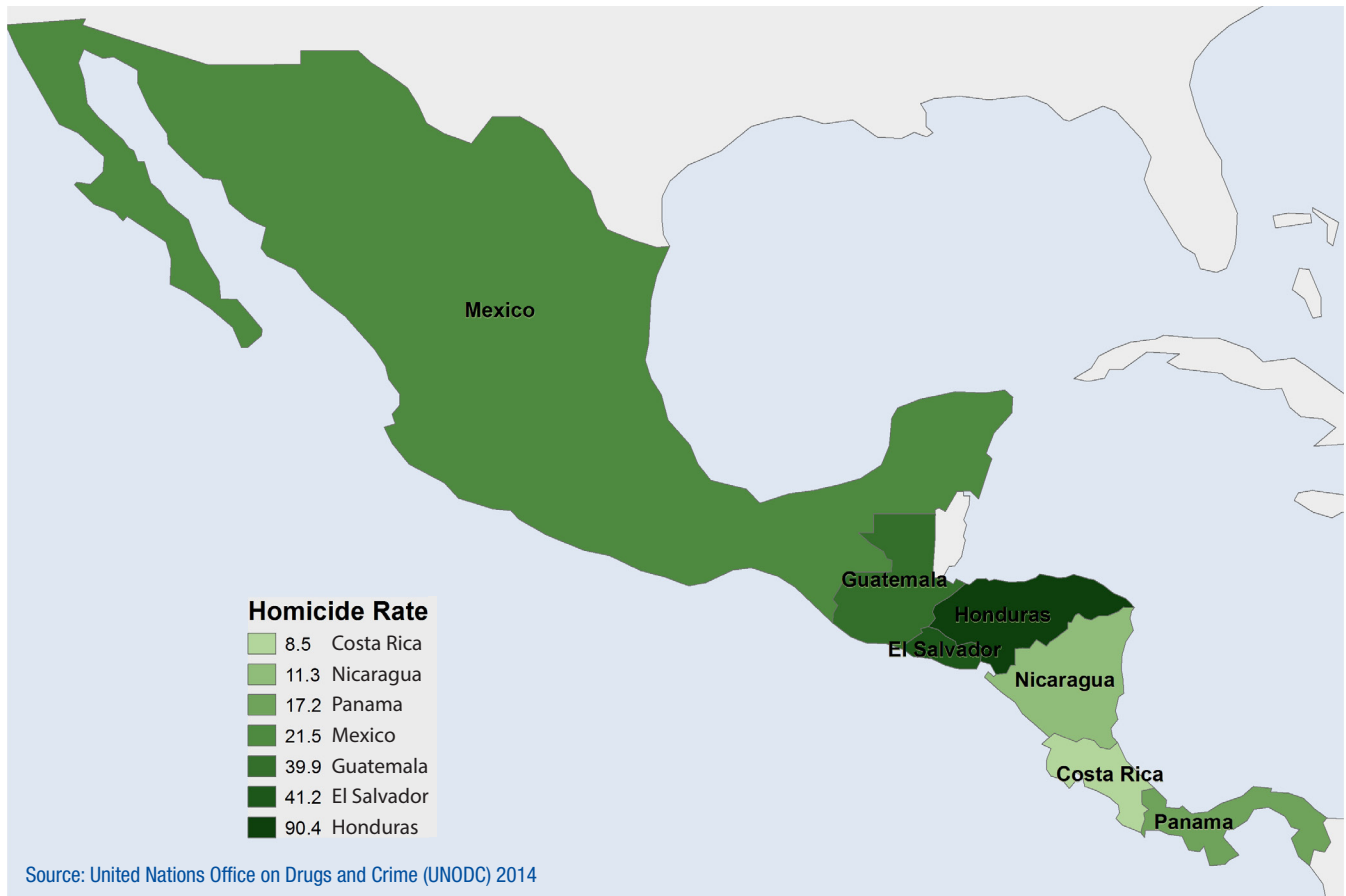 Mexico
Guatemala
Honduras
El Salvador
Nicaragua
Costa Rica
Panama
Homicide Rate
8.5 Costa Rica
11.3 Nicaragua
17.2 Panama
21.5 Mexico
39.9 Guatemala
41.2 El Salvador
90.4 Honduras
Source: United Nations Office on Drugs and Crime (UNODC) 2014